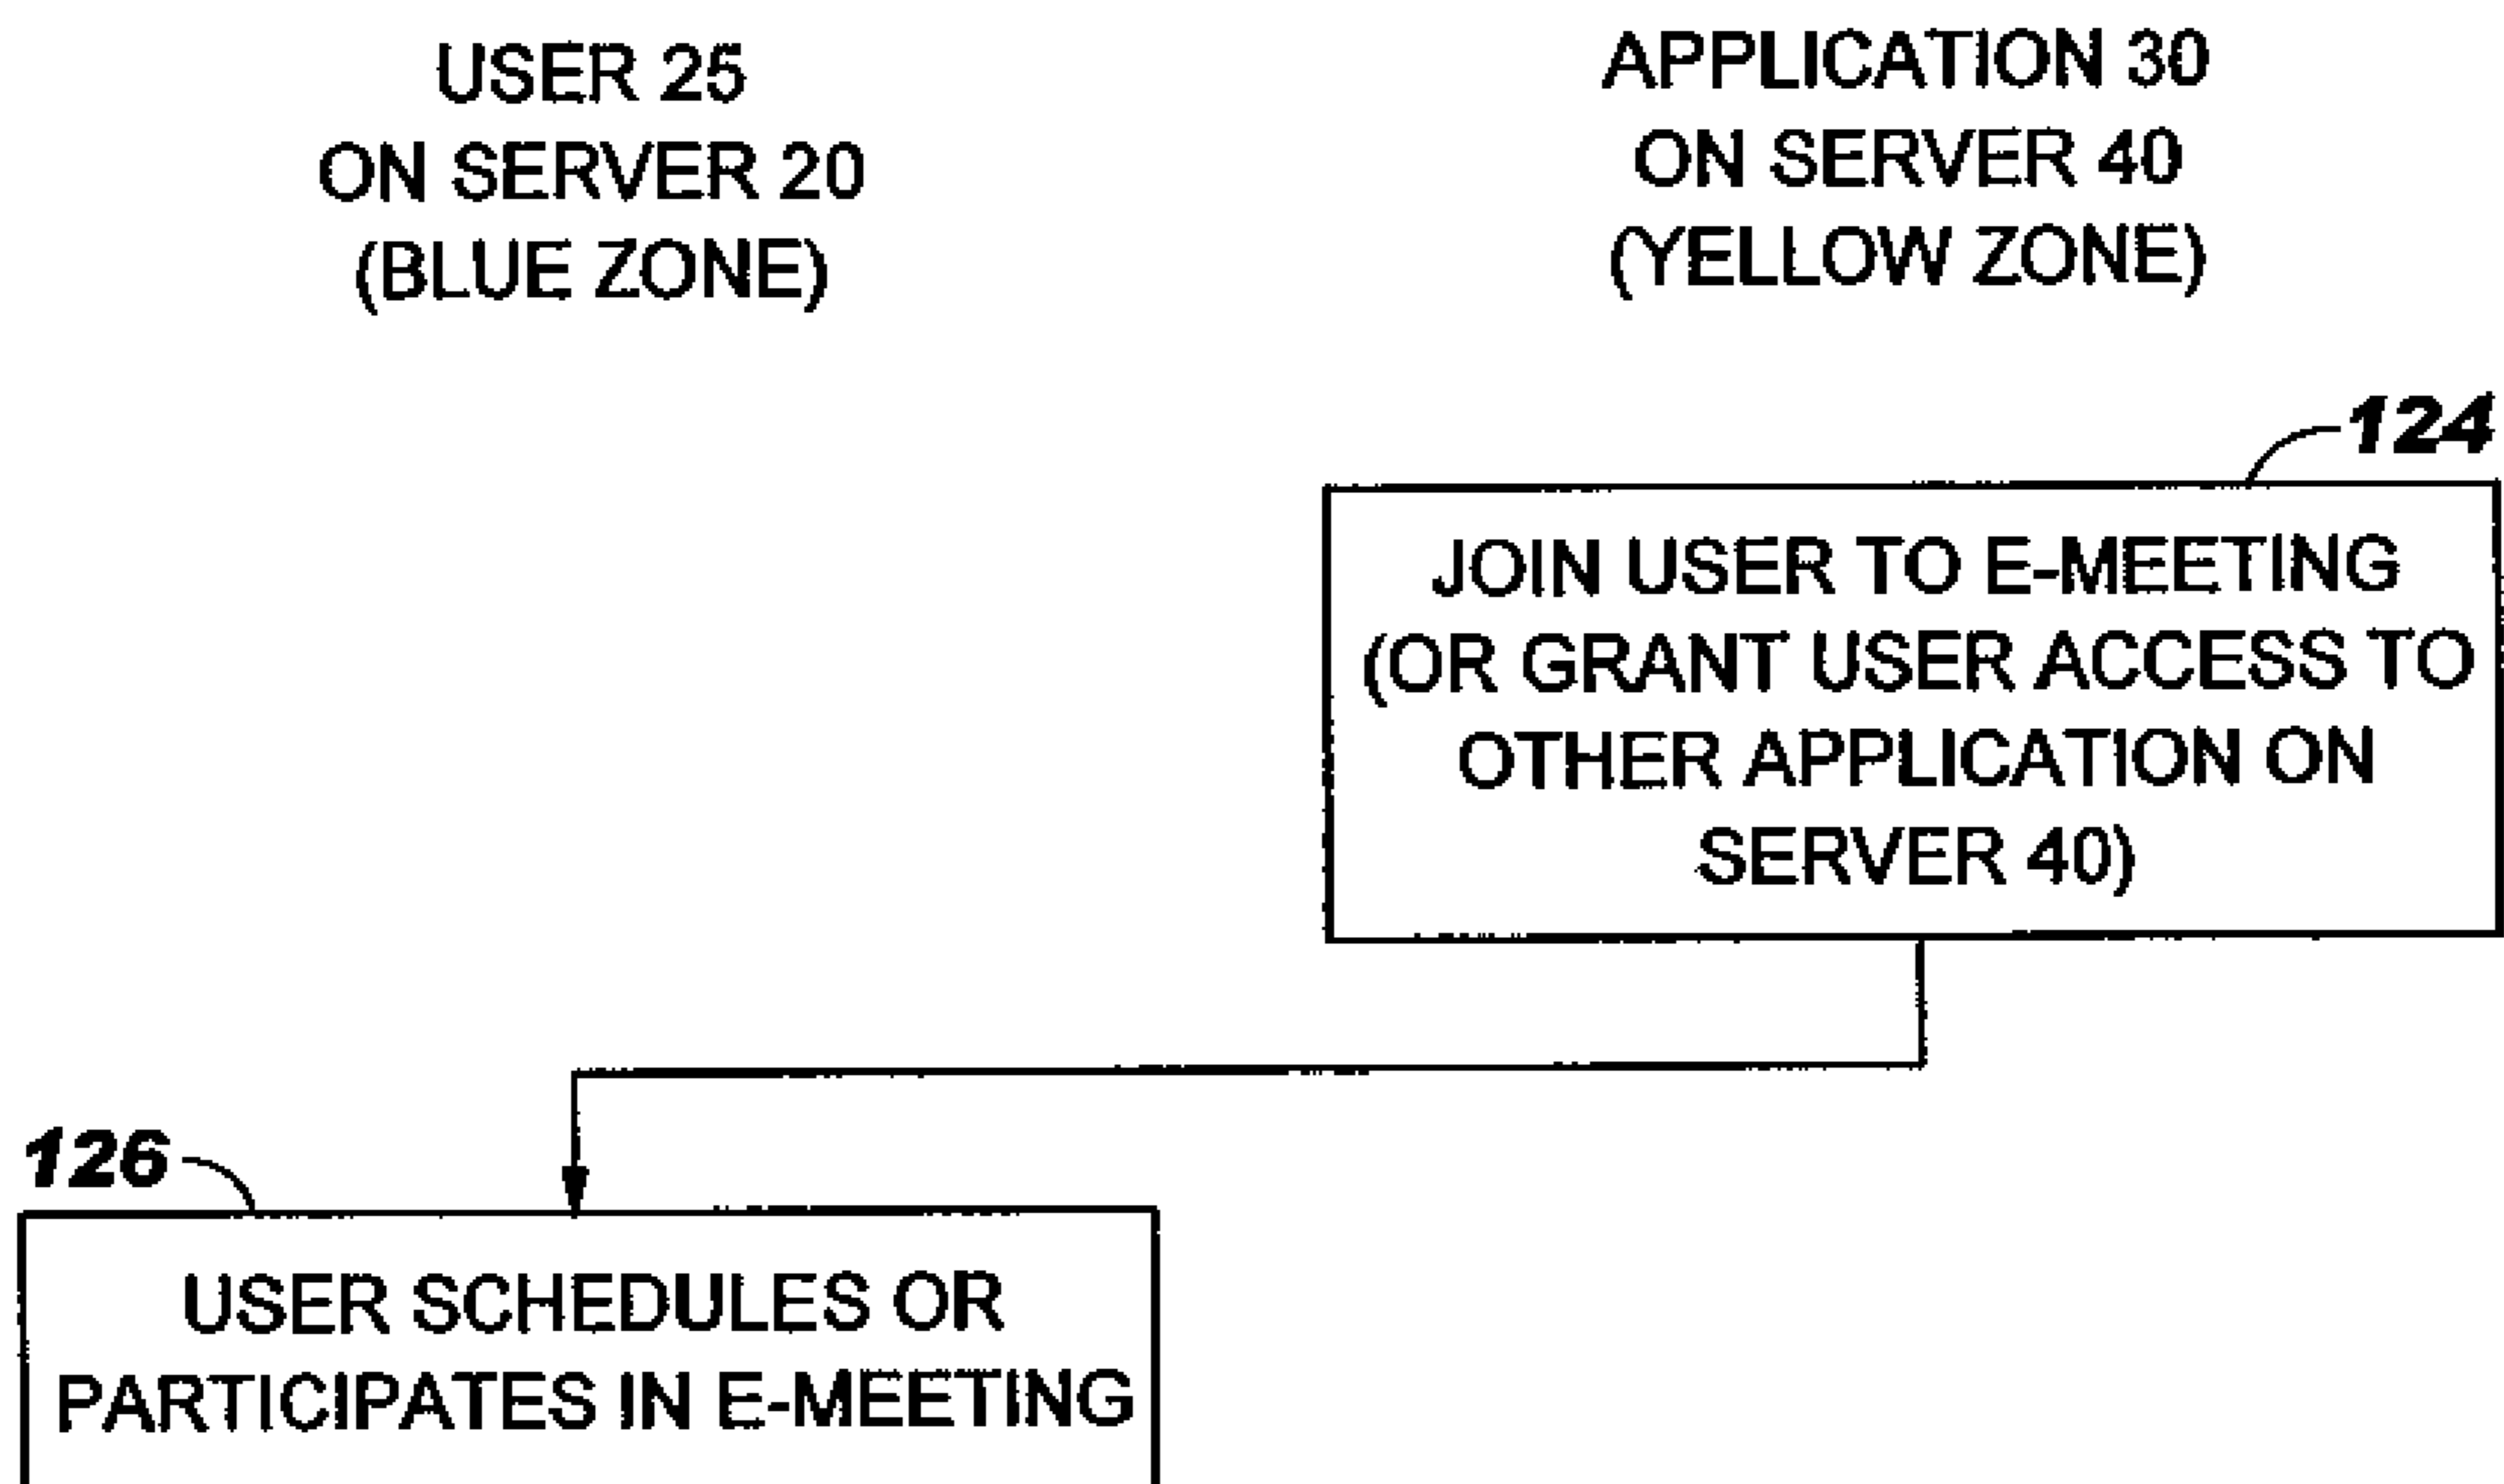 USER 25
ON SERVER 20
(BLUE ZONE)
APPLICATION 30
ON SERVER 40
(YELLOW ZONE)
124
JOIN USER TO E-MEETING
(OR GRANT USER ACCESS TO
OTHER APPLICATION ON
SERVER 40)
126
USER SCHEDULES OR
PARTICIPATES IN E-MEETING